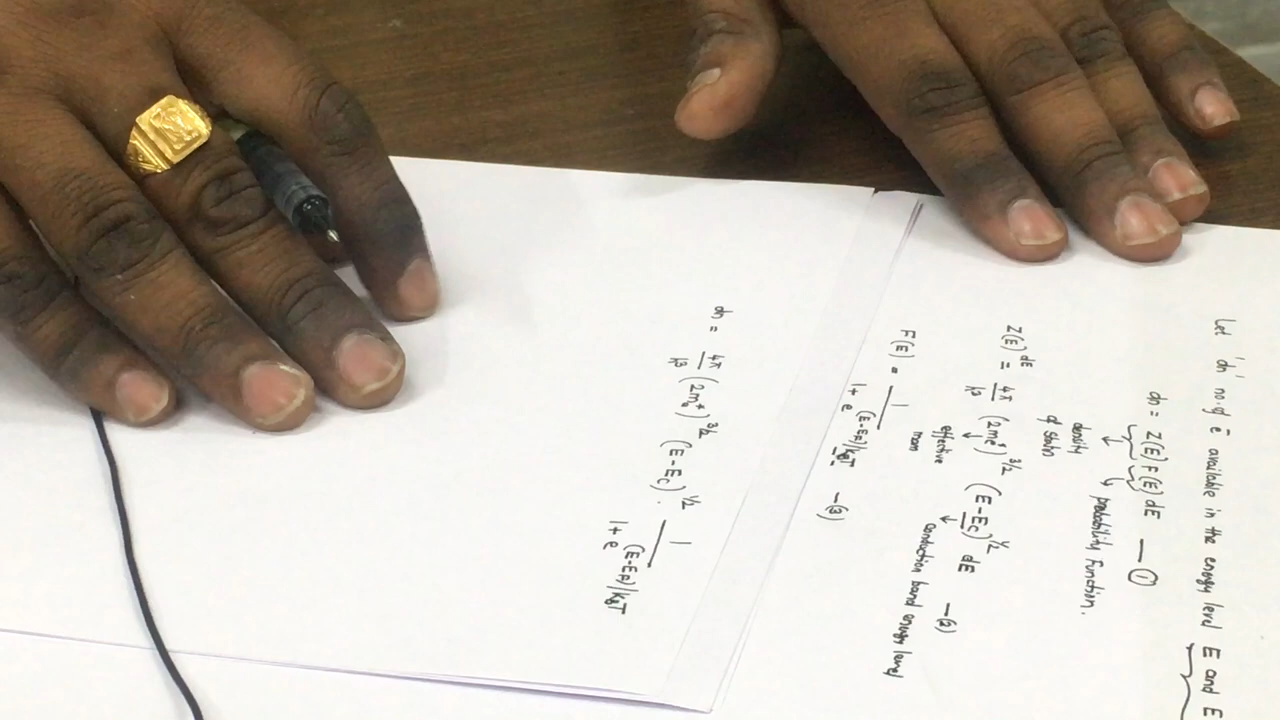 Let 'dn' no. of ē available in the energy level E and E
dn = Z(E) F(E) dE — ①
density of states
probability function.
Z(E) dE = 4π/h³ (2mₑ*)^3/2 (E-Ec)^1/2 dE —(2)
effective mass
conduction band energy level
F(E) = 1/(1+e^(E-EF)/kBT) —(3)
dn = 4π/h³ (2mₑ*)^3/2 (E-Ec)^1/2 . 1/(1+e^(E-EF)/kBT)